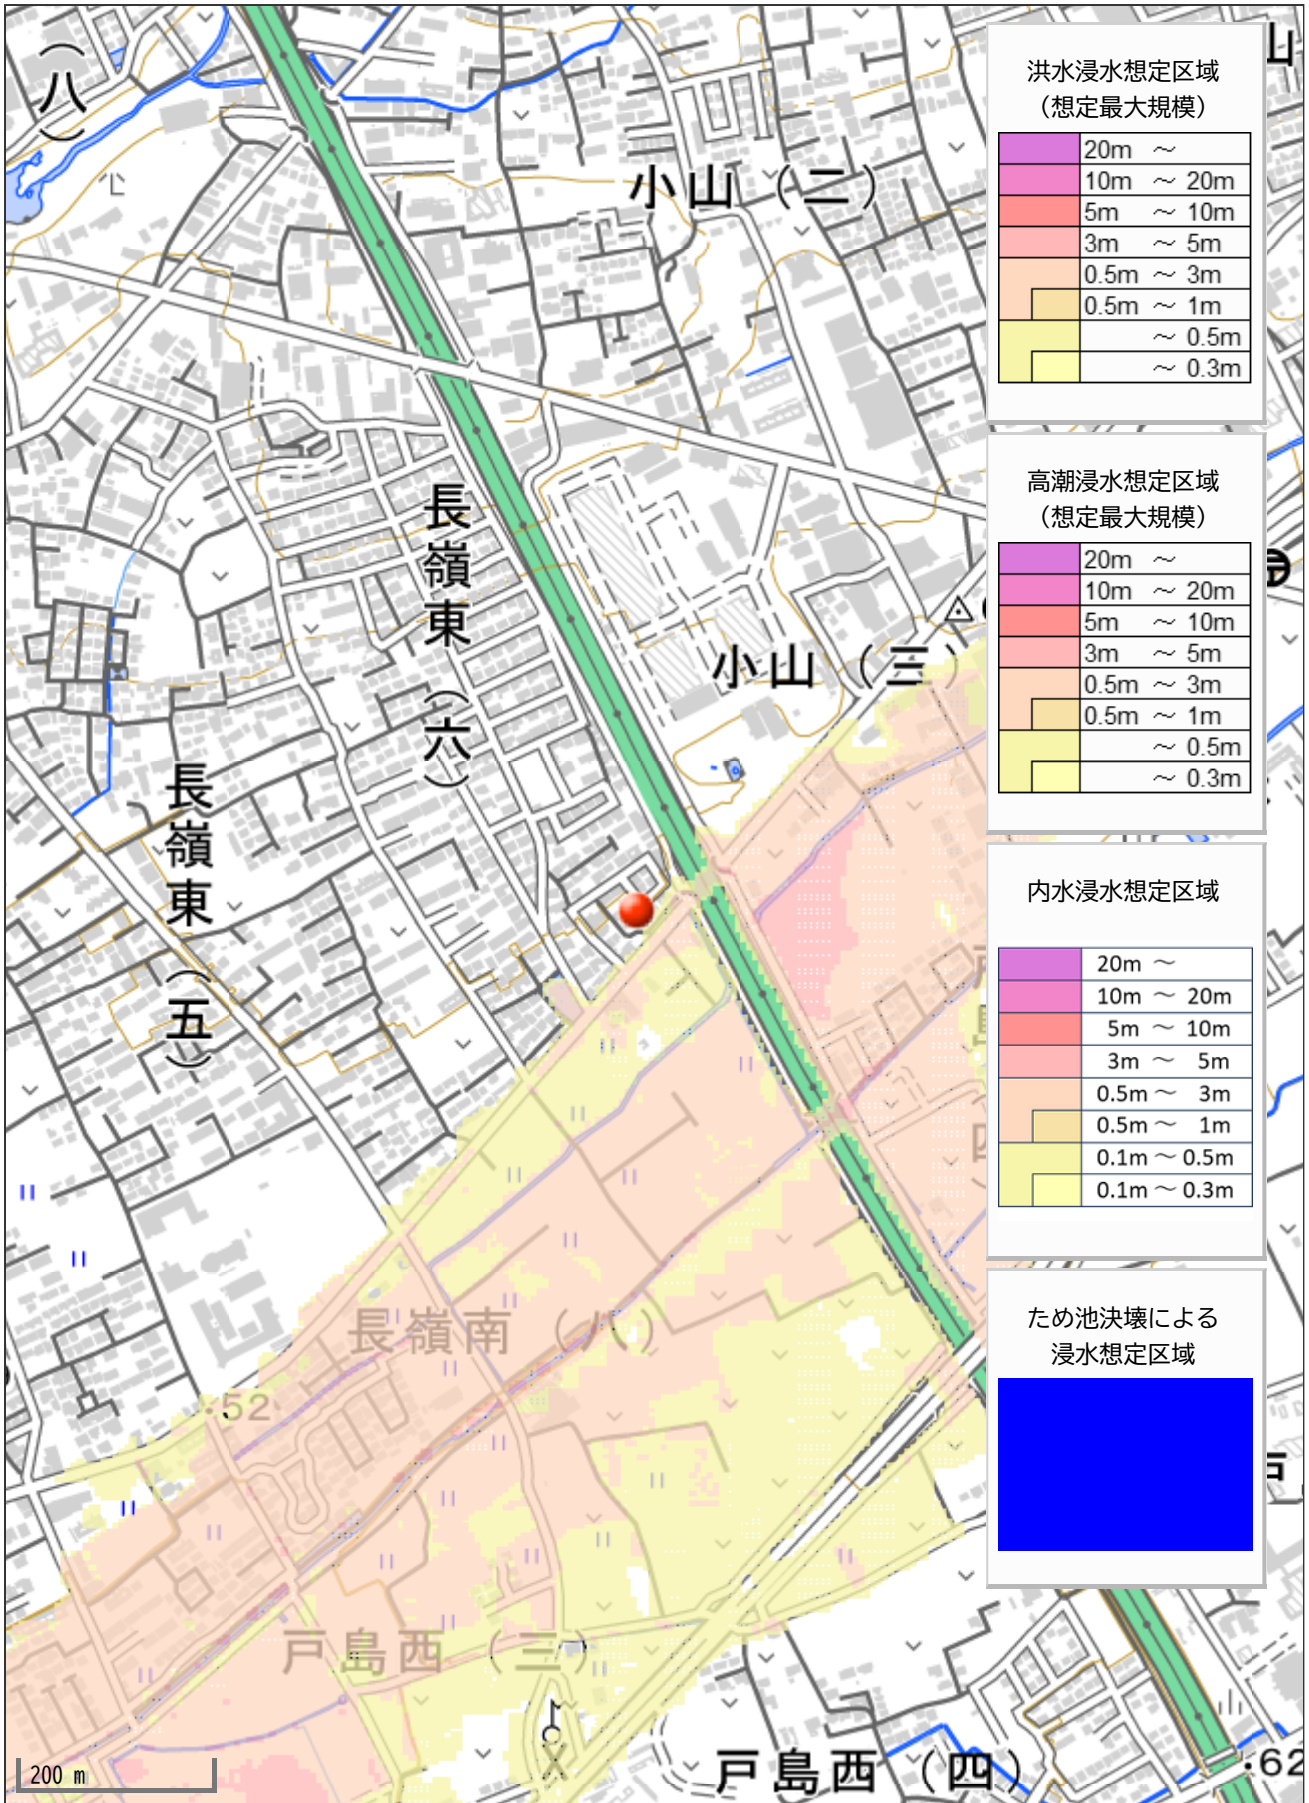 （八）
小山（二）
長嶺東（六）
小山（三）
長嶺東（五）
長嶺南（八）
.52
戸島西（三）
戸島西（四）
.62
200 m
山
戸
洪水浸水想定区域
（想定最大規模）
20m ～
10m ～ 20m
5m ～ 10m
3m ～ 5m
0.5m ～ 3m
0.5m ～ 1m
～ 0.5m
～ 0.3m
高潮浸水想定区域
（想定最大規模）
20m ～
10m ～ 20m
5m ～ 10m
3m ～ 5m
0.5m ～ 3m
0.5m ～ 1m
～ 0.5m
～ 0.3m
内水浸水想定区域
20m ～
10m ～ 20m
5m ～ 10m
3m ～ 5m
0.5m ～ 3m
0.5m ～ 1m
0.1m ～ 0.5m
0.1m ～ 0.3m
ため池決壊による
浸水想定区域